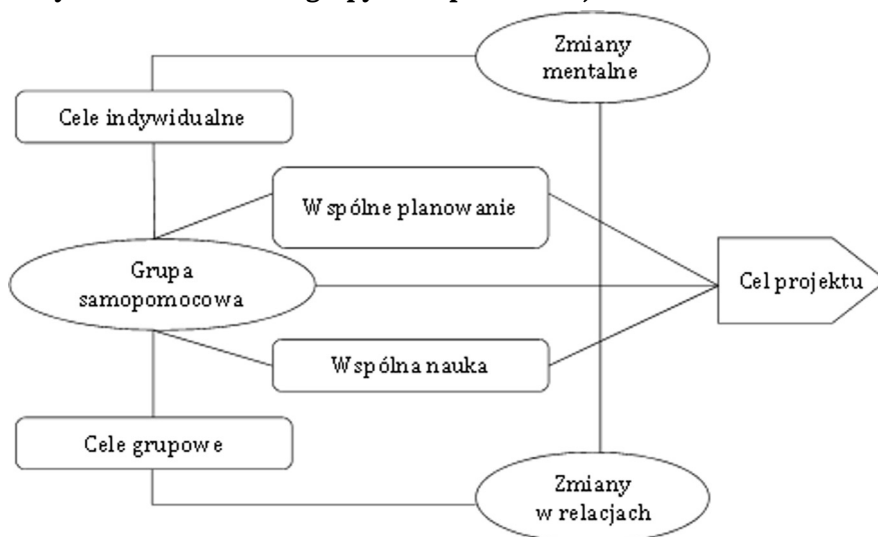 Zmiany
mentalne
Cele indywidualne
Wspólne planowanie
Grupa
samopomocowa
Cel projektu
Wspólna nauka
Cele grupowe
Zmiany
w relacjach